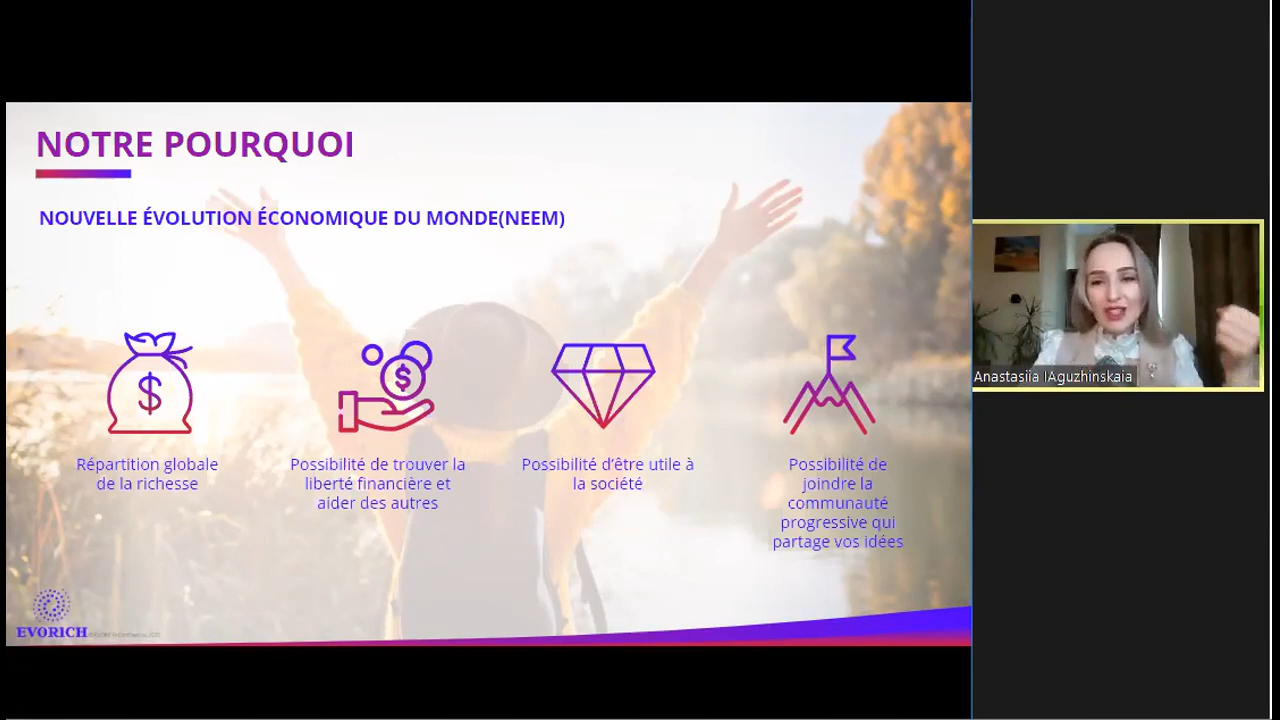 NOTRE POURQUOI
NOUVELLE ÉVOLUTION ÉCONOMIQUE DU MONDE(NEEM)
$
$
Répartition globale
de la richesse
Possibilité de trouver la
liberté financière et
aider des autres
Possibilité d'être utile à
la société
Possibilité de
joindre la
communauté
progressive qui
partage vos idées
EVORICH
Anastasiia IAguzhinskaia